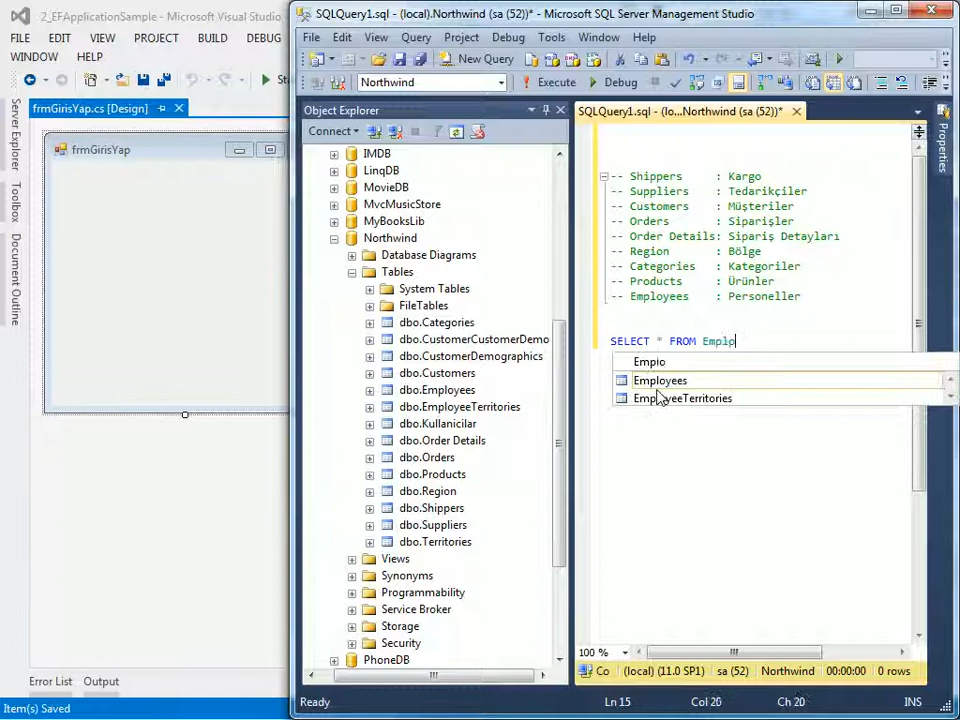 2_EFApplicationSample - Microsoft Visual Studio
FILE EDIT VIEW PROJECT BUILD DEBUG
WINDOW HELP
frmGirisYap.cs [Design]
Server Explorer
Toolbox
Document Outline
frmGirisYap
Error List Output
Item(s) Saved
SQLQuery1.sql - (local).Northwind (sa (52))* - Microsoft SQL Server Management Studio
File Edit View Query Project Debug Tools Window Help
New Query
Northwind Execute Debug
Object Explorer
Connect
IMDB
LinqDB
MovieDB
MvcMusicStore
MyBooksLib
Northwind
Database Diagrams
Tables
System Tables
FileTables
dbo.Categories
dbo.CustomerCustomerDemo
dbo.CustomerDemographics
dbo.Customers
dbo.Employees
dbo.EmployeeTerritories
dbo.Kullanicilar
dbo.Order Details
dbo.Orders
dbo.Products
dbo.Region
dbo.Shippers
dbo.Suppliers
dbo.Territories
Views
Synonyms
Programmability
Service Broker
Storage
Security
PhoneDB
SQLQuery1.sql - (lo...Northwind (sa (52))*
-- Shippers : Kargo
-- Suppliers : Tedarikçiler
-- Customers : Müşteriler
-- Orders : Siparişler
-- Order Details: Sipariş Detayları
-- Region : Bölge
-- Categories : Kategoriler
-- Products : Ürünler
-- Employees : Personeller
SELECT * FROM Emplp
Employees
EmployeeTerritories
Properties
100 %
Co (local) (11.0 SP1) sa (52) Northwind 00:00:00 0 rows
Ready Ln 15 Col 20 Ch 20 INS